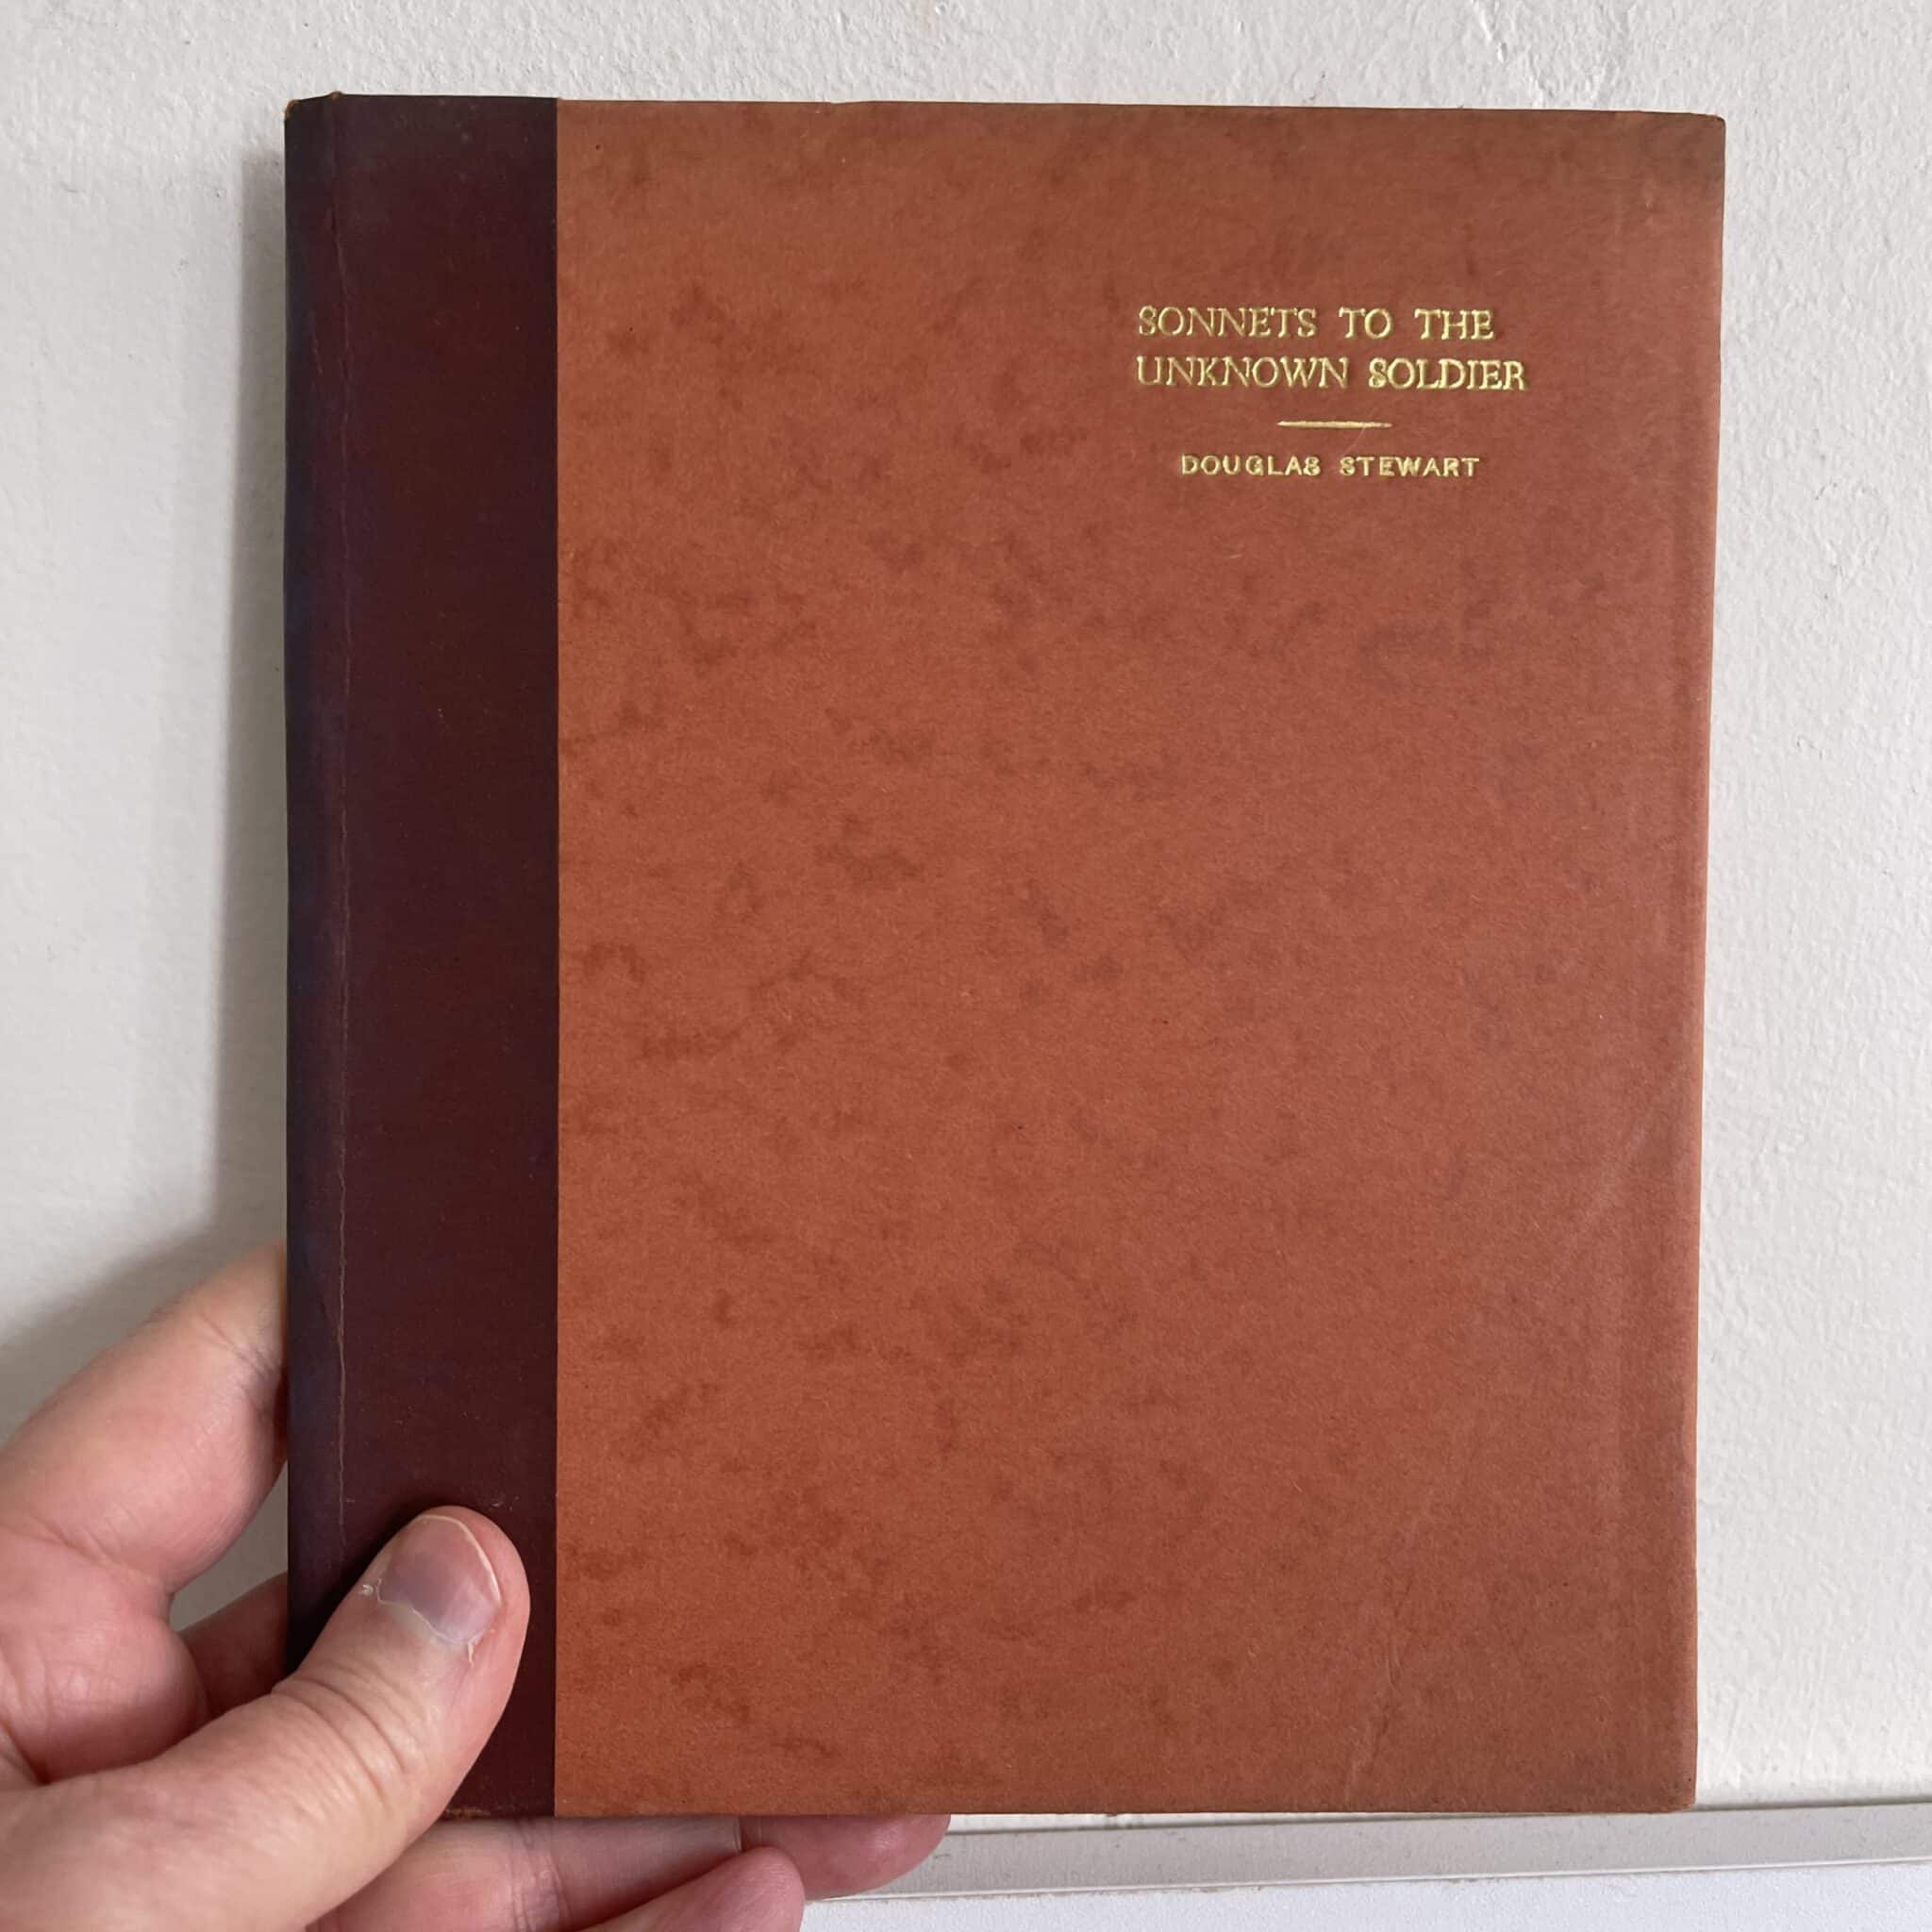 SONNETS TO THE
UNKNOWN SOLDIER
DOUGLAS STEWART